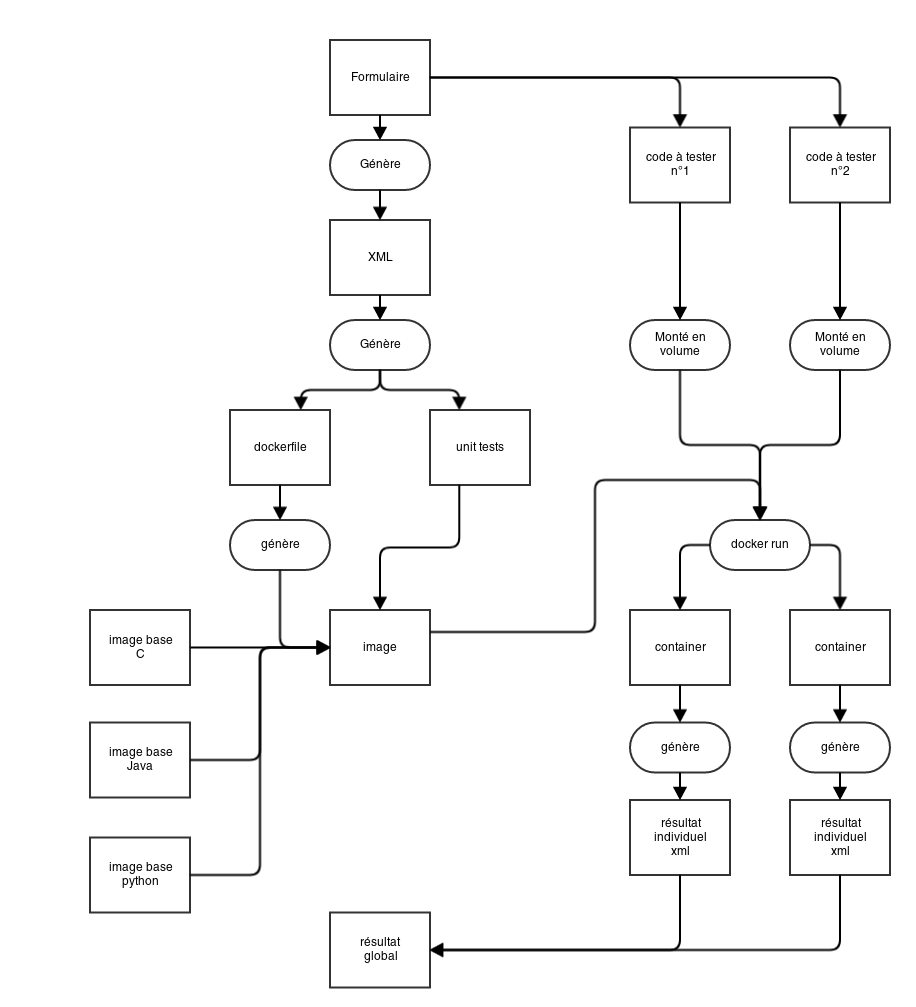 Formulaire
Génère
code à tester
n°1
code à tester
n°2
XML
Génère
Monté en
volume
Monté en
volume
dockerfile
unit tests
génère
docker run
image base
C
image
container
container
image base
Java
génère
génère
résultat
individuel
xml
résultat
individuel
xml
image base
python
résultat
global